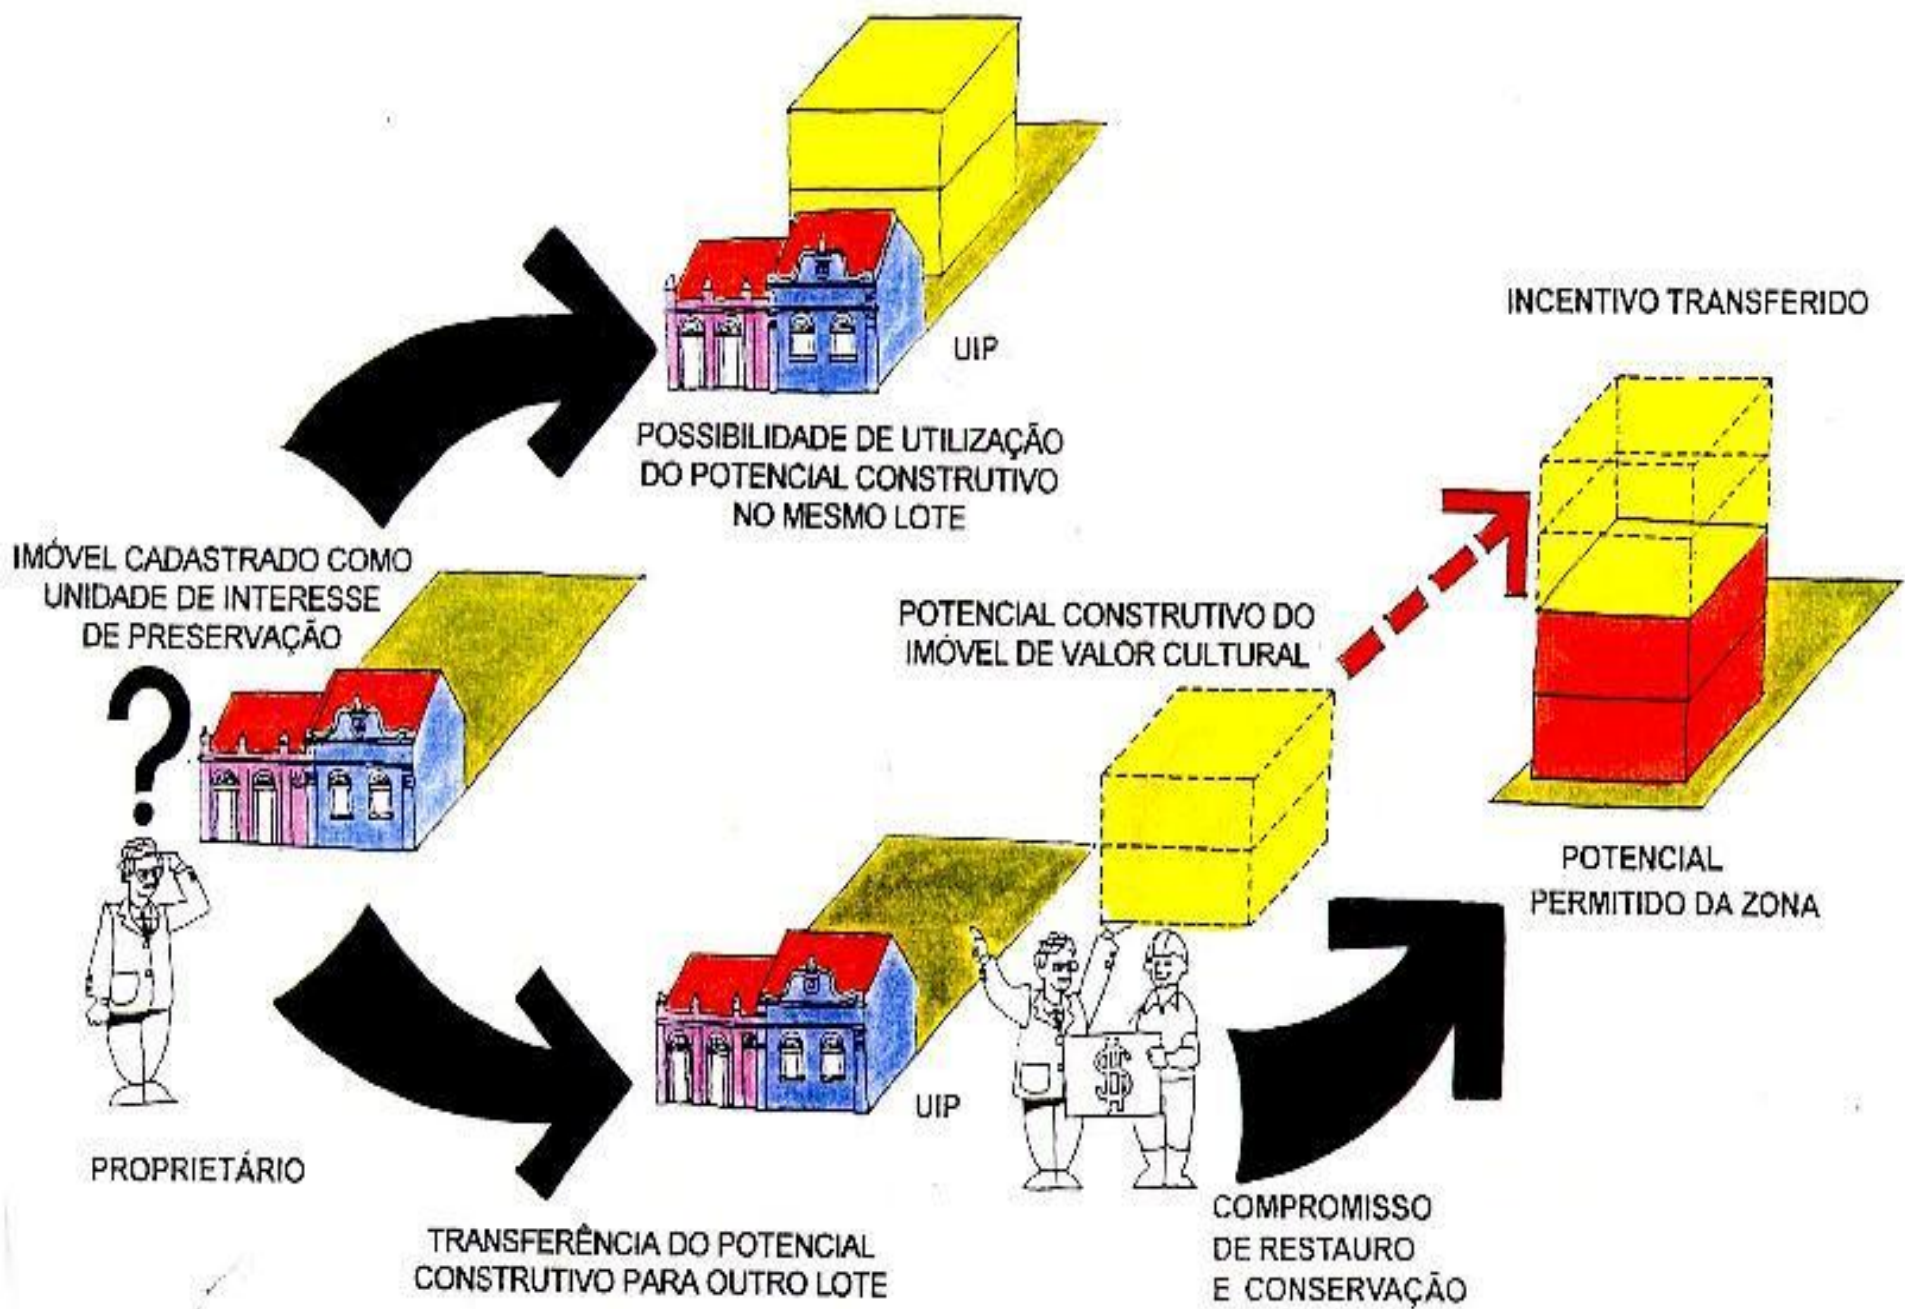 IMÓVEL CADASTRADO COMO
UNIDADE DE INTERESSE
DE PRESERVAÇÃO
?
PROPRIETÁRIO
UIP
POSSIBILIDADE DE UTILIZAÇÃO
DO POTENCIAL CONSTRUTIVO
NO MESMO LOTE
UIP
TRANSFERÊNCIA DO POTENCIAL
CONSTRUTIVO PARA OUTRO LOTE
POTENCIAL CONSTRUTIVO DO
IMÓVEL DE VALOR CULTURAL
$
COMPROMISSO
DE RESTAURO
E CONSERVAÇÃO
INCENTIVO TRANSFERIDO
POTENCIAL
PERMITIDO DA ZONA